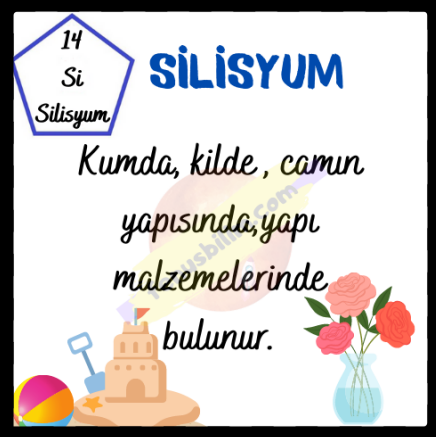 14
Si
Silisyum
SİLİSYUM
Kumda, kilde, camın
yapısında,yapı
malzemelerinde
bulunur.